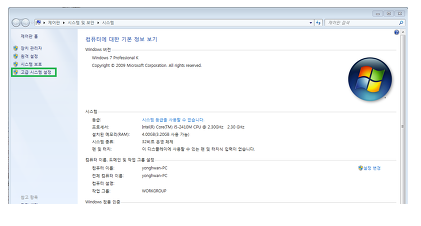 제어판 ▸ 시스템 및 보안 ▸ 시스템
제어판 검색
제어판 홈
장치 관리자
원격 설정
시스템 보호
고급 시스템 설정
컴퓨터에 대한 기본 정보 보기
Windows 버전
Windows 7 Professional K
Copyright © 2009 Microsoft Corporation. All rights reserved.
시스템
등급: 시스템 등급을 사용할 수 없습니다
프로세서: Intel(R) Core(TM) i5-2410M CPU @ 2.30GHz 2.30 GHz
설치된 메모리(RAM): 4.00GB(3.22GB 사용 가능)
시스템 종류: 32비트 운영 체제
펜 및 터치: 이 디스플레이에 사용할 수 있는 펜 및 터치식 입력이 없습니다.
컴퓨터 이름, 도메인 및 작업 그룹 설정
컴퓨터 이름: yonghwan-PC
설정 변경
전체 컴퓨터 이름: yonghwan-PC
컴퓨터 설명:
작업 그룹: WORKGROUP
참고 항목
Windows 정품 인증